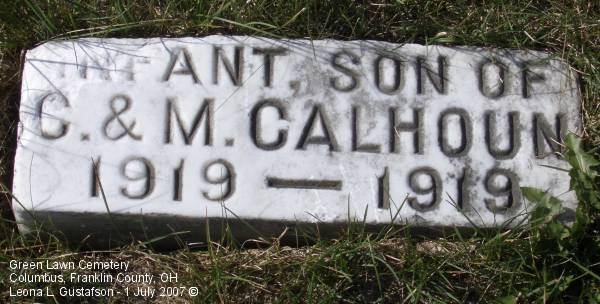 INFANT, SON OF
C. & M. CALHOUN
1919 — 1919
Green Lawn Cemetery
Columbus, Franklin County, OH
Leona L. Gustafson - 1 July 2007 ©